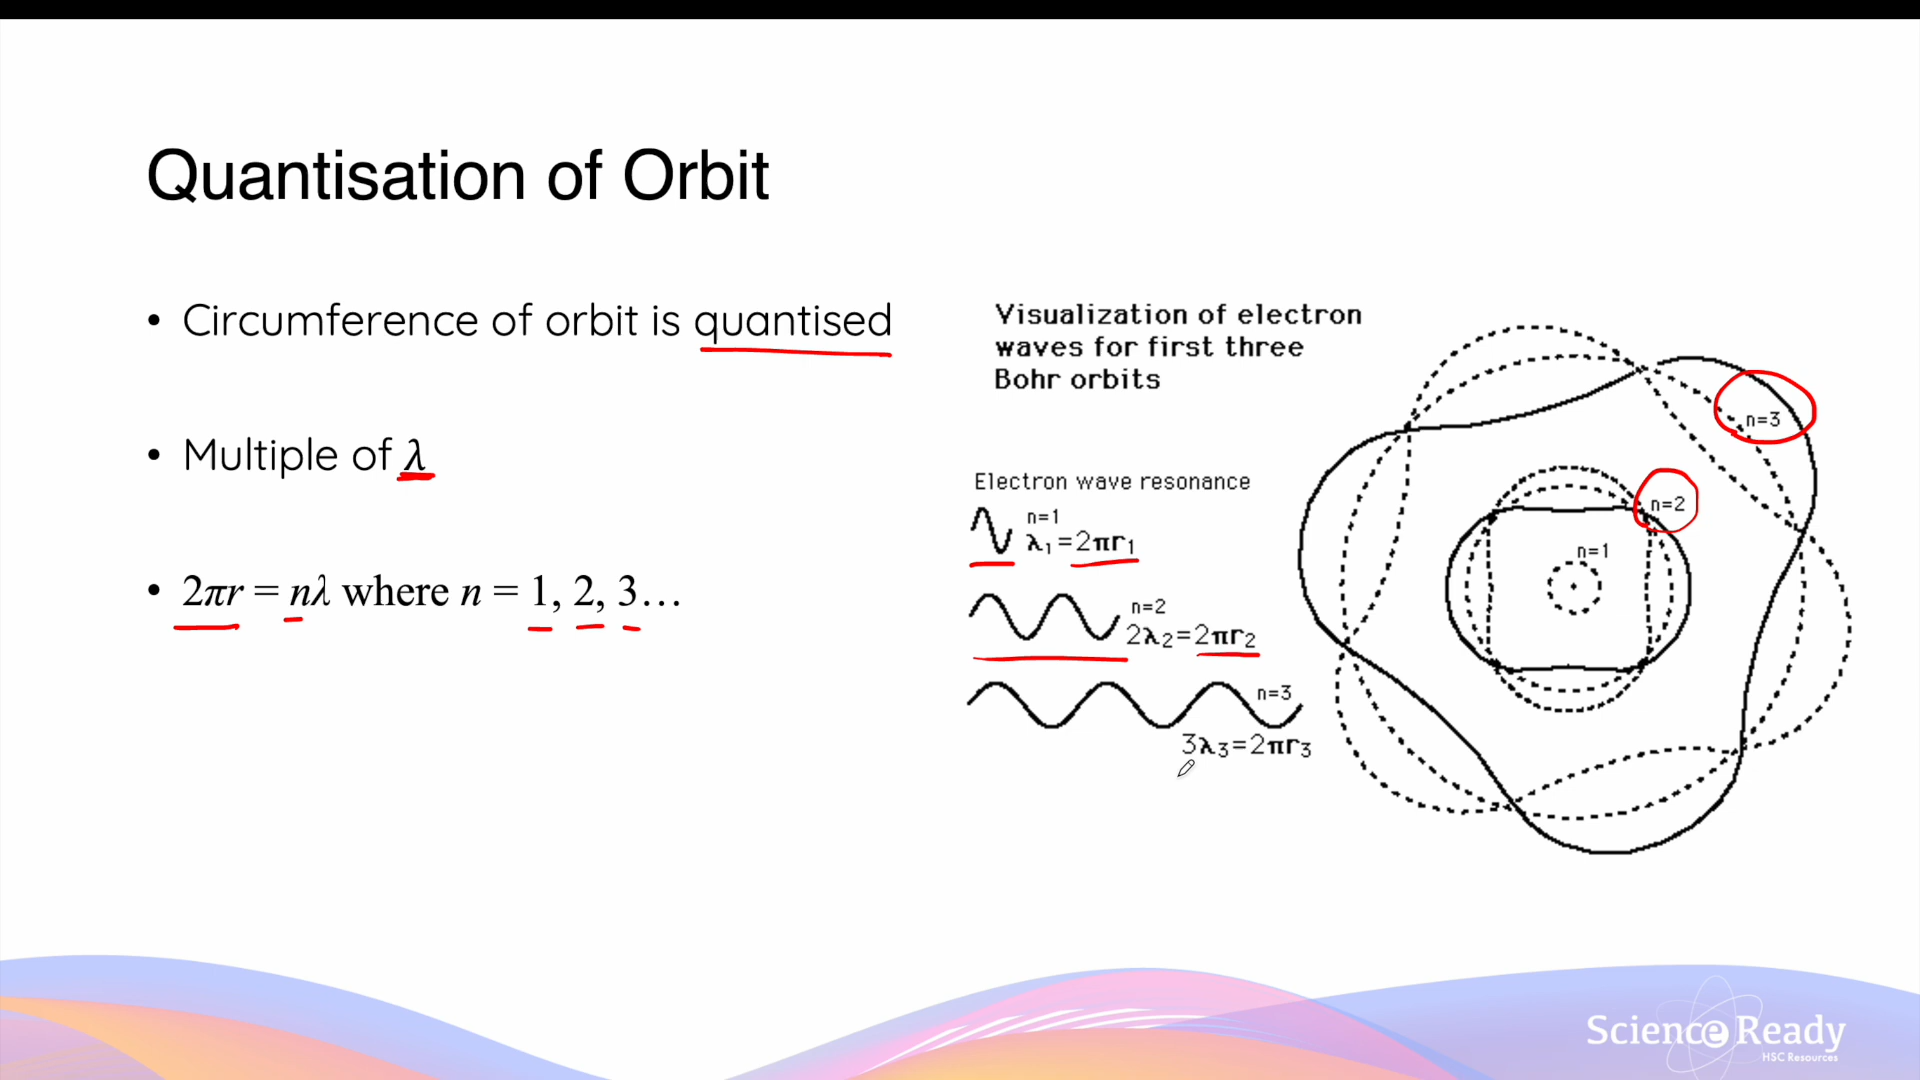 Quantisation of Orbit
• Circumference of orbit is quantised
• Multiple of λ
• 2πr = nλ where n = 1, 2, 3…
Visualization of electron
waves for first three
Bohr orbits
Electron wave resonance
n=1
λ₁=2πr₁
n=2
2λ₂=2πr₂
n=3
3λ₃=2πr₃
n=3
n=2
n=1
Science Ready
HSC Resources